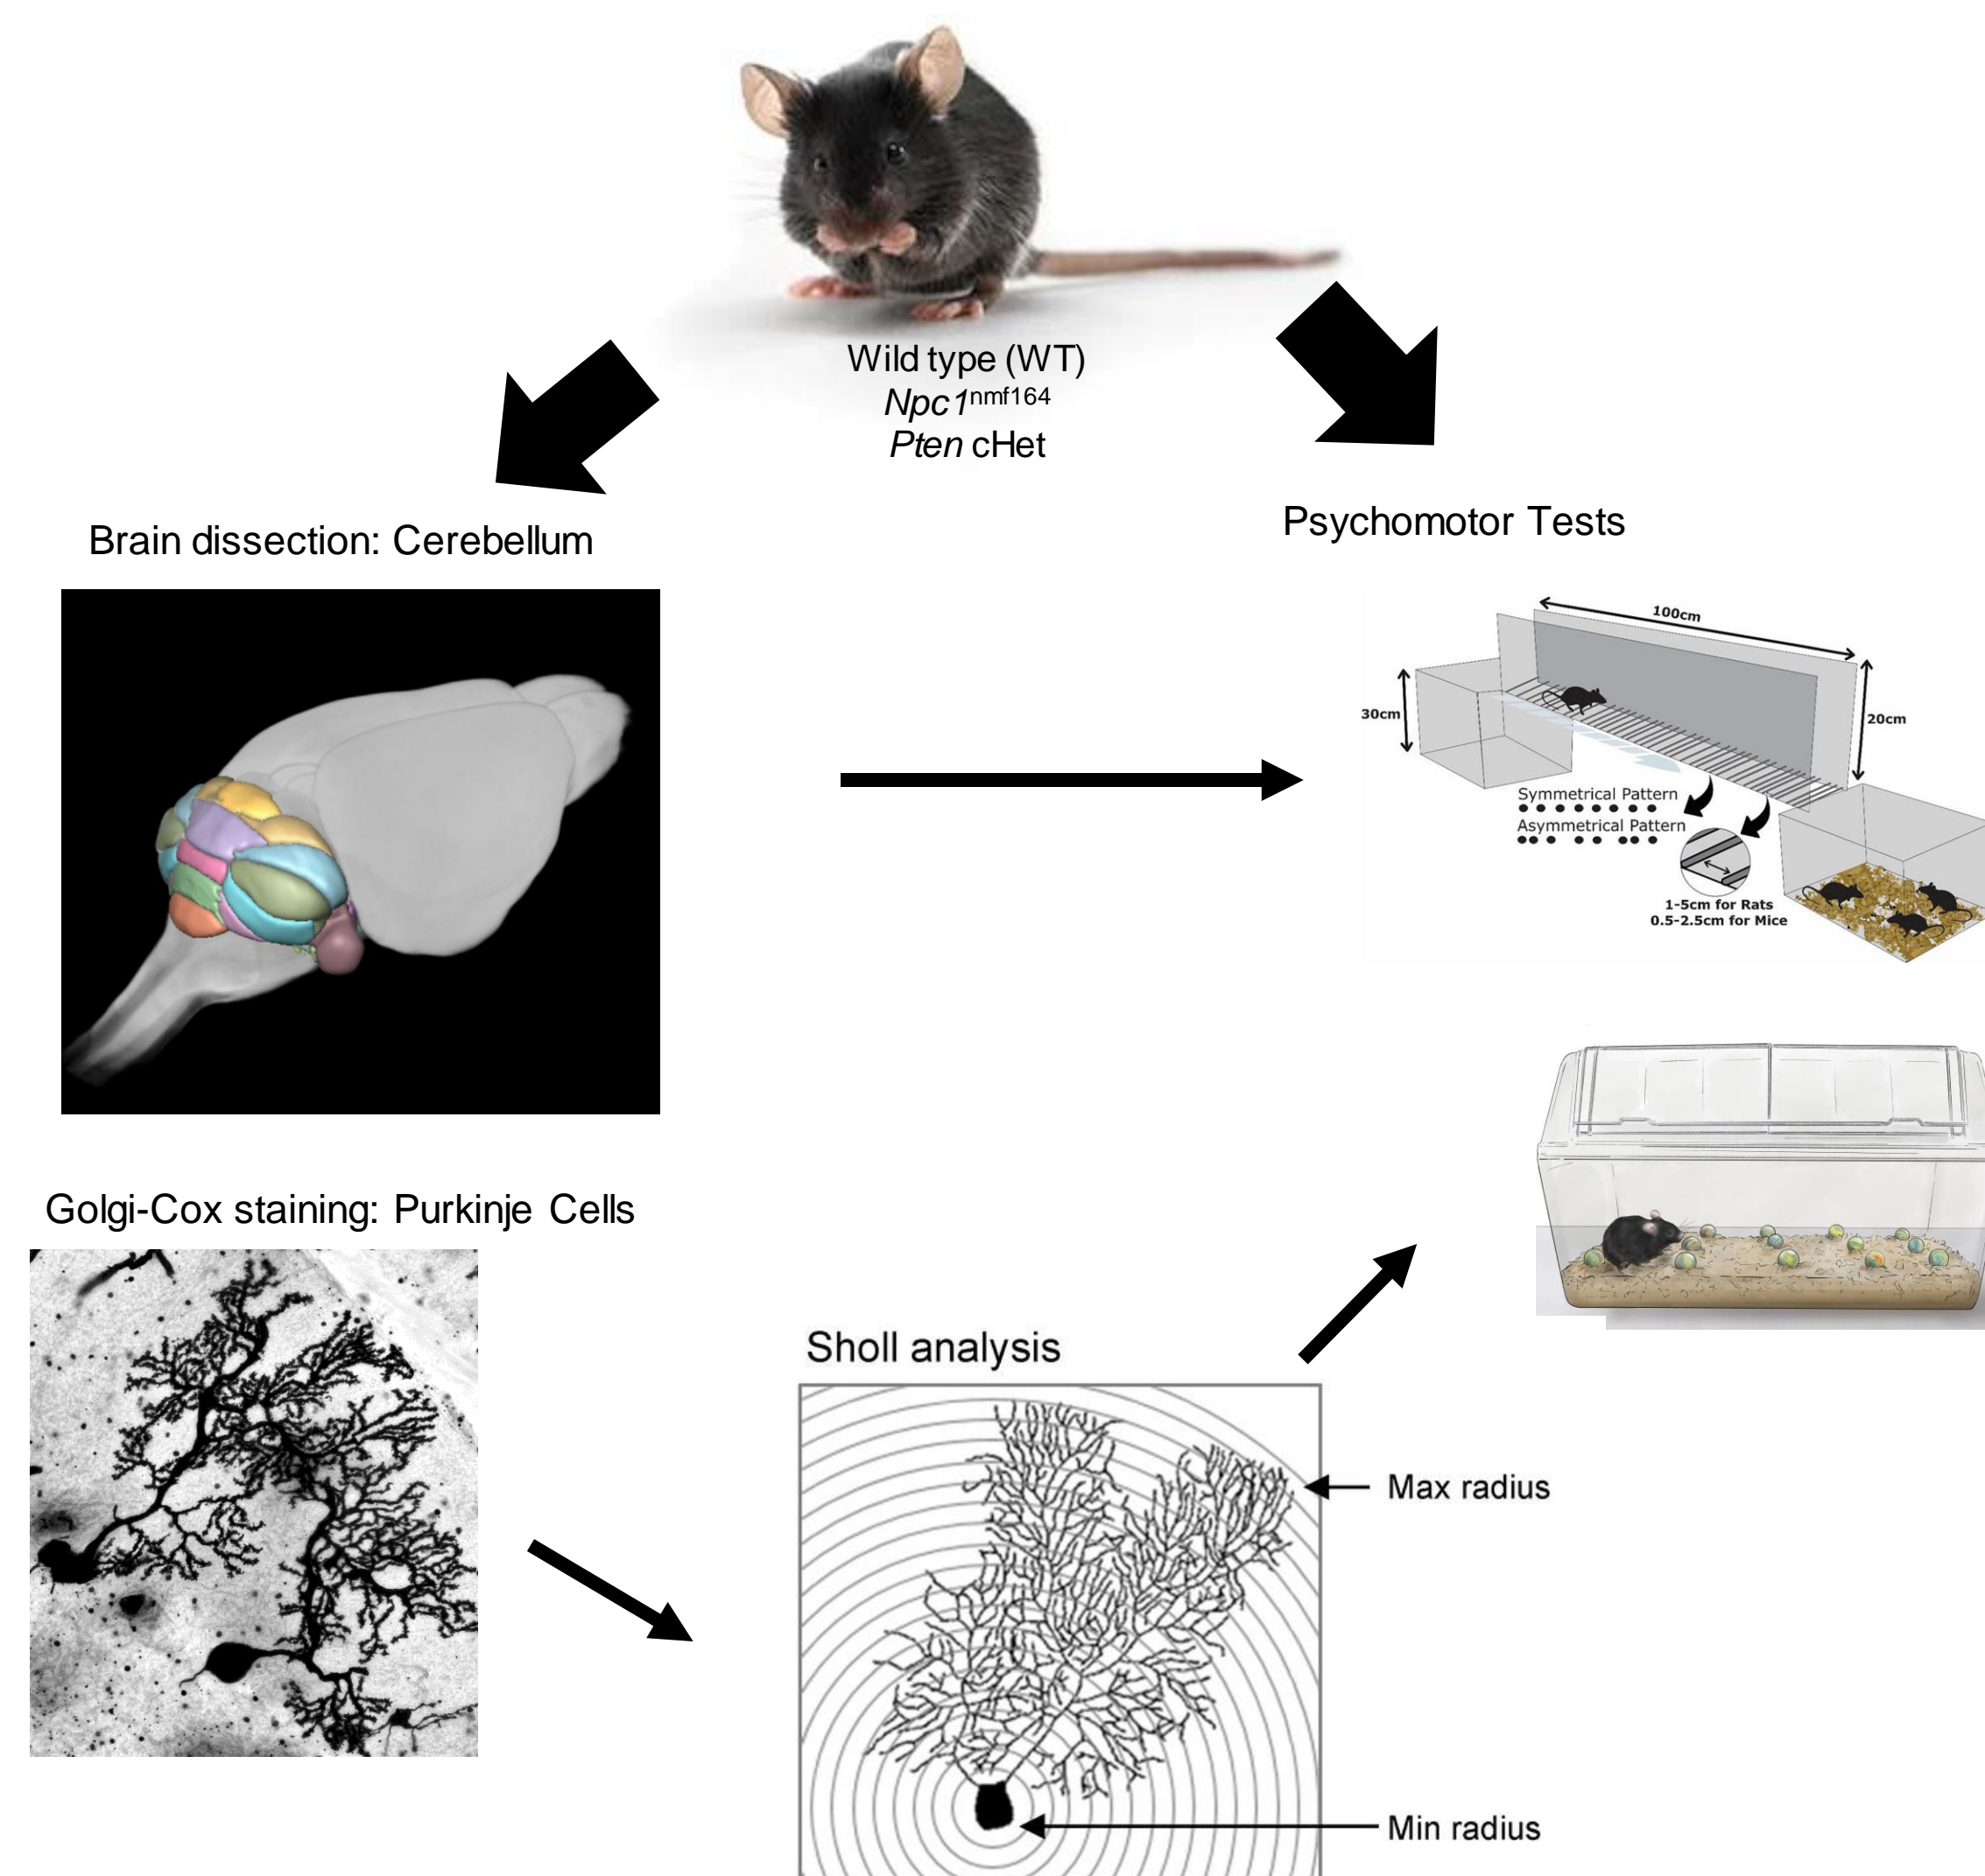 Wild type (WT)
Npc1nmf164
Pten cHet
Brain dissection: Cerebellum
Psychomotor Tests
100cm
30cm
20cm
Symmetrical Pattern
Asymmetrical Pattern
1-5cm for Rats
0.5-2.5cm for Mice
Golgi-Cox staining: Purkinje Cells
Sholl analysis
Max radius
Min radius